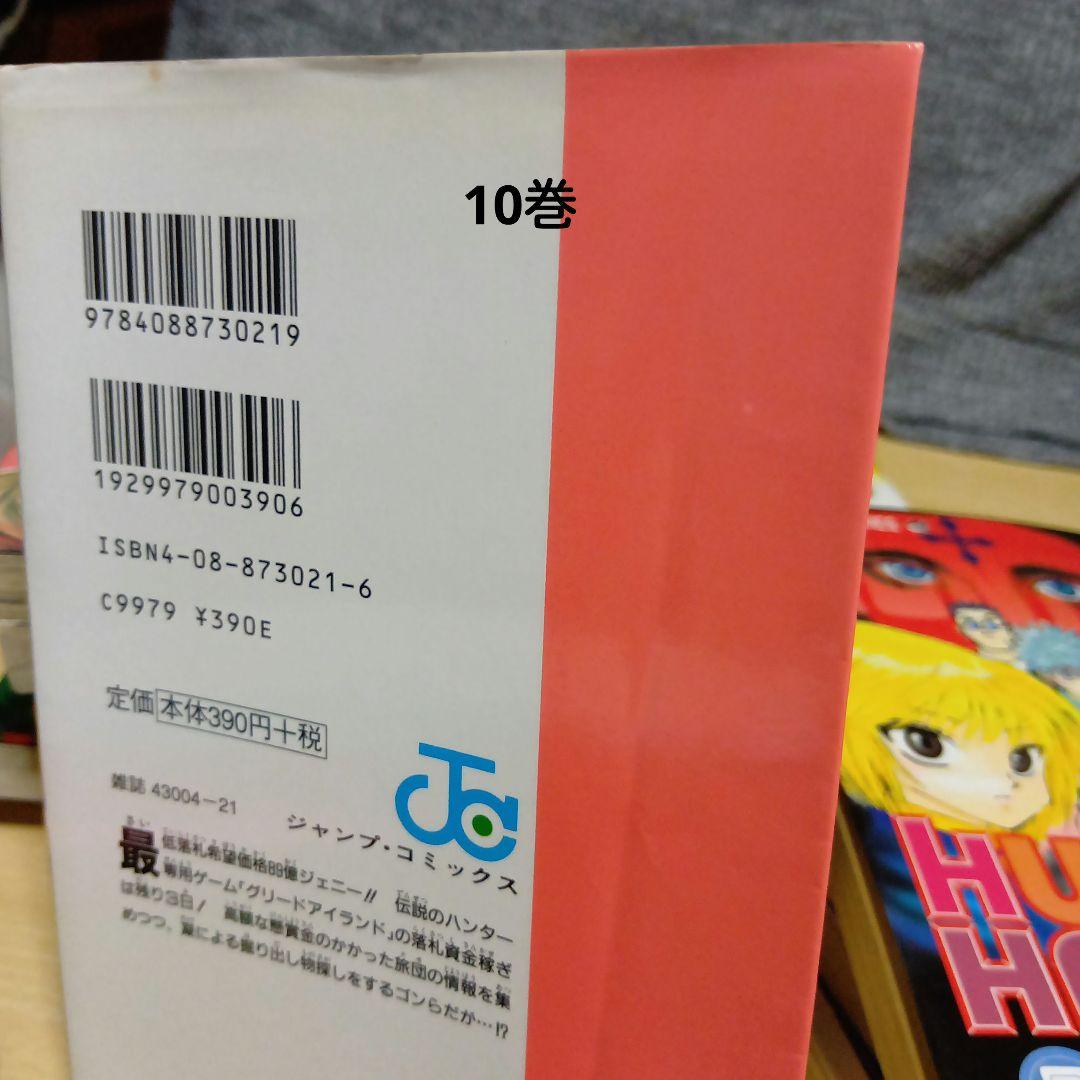 10巻
9784088730219
1929979003906
ISBN4-08-873021-6
C9979 ¥390E
定価 本体390円+税
雑誌 43004-21
JC
ジャンプ・コミックス
最低落札希望価格89億ジェニー!! 伝説のハンター
専用ゲーム「グリードアイランド」の落札資金稼ぎ
は残り3日! 高額な懸賞金のかかった旅団の情報を集
めつつ、凝による掘り出し物探しをするゴンらだが…!?
HU
H